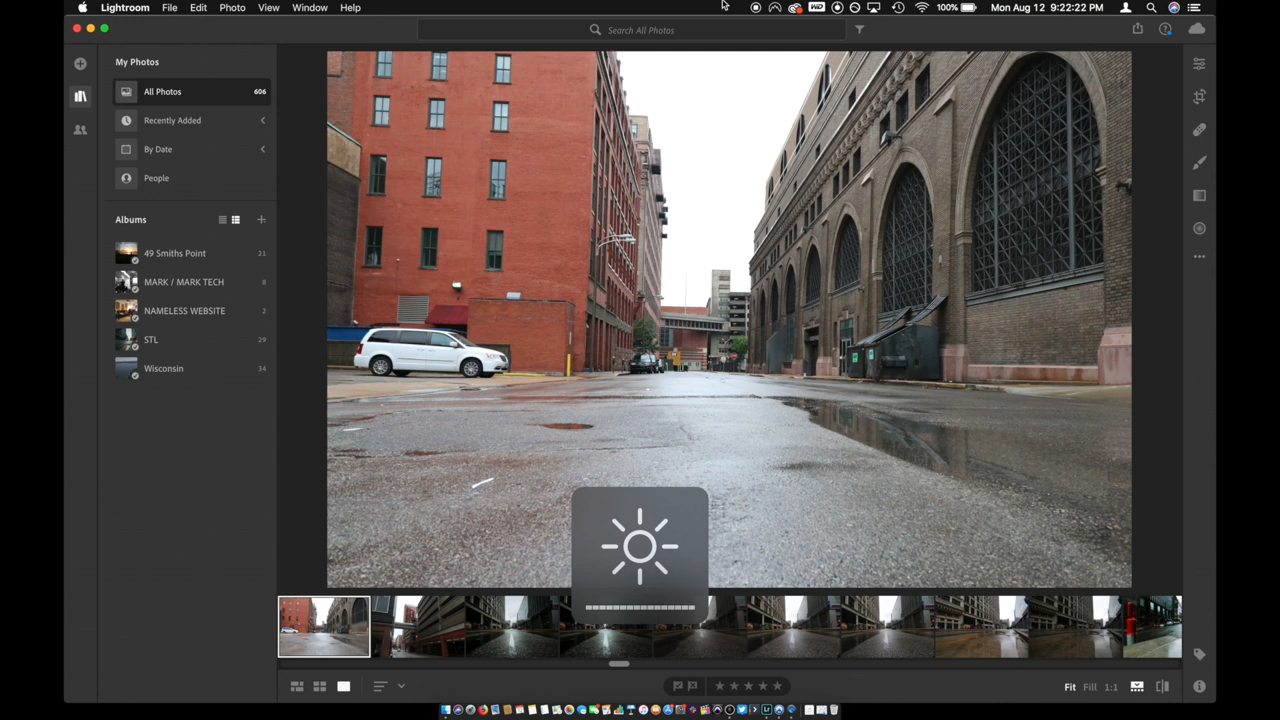 Lightroom File Edit Photo View Window Help
100% Mon Aug 12 9:22:22 PM
Search All Photos
My Photos
All Photos 606
Recently Added
By Date
People
Albums
49 Smiths Point 21
MARK / MARK TECH 8
NAMELESS WEBSITE 2
STL 29
Wisconsin 34
Fit Fill 1:1